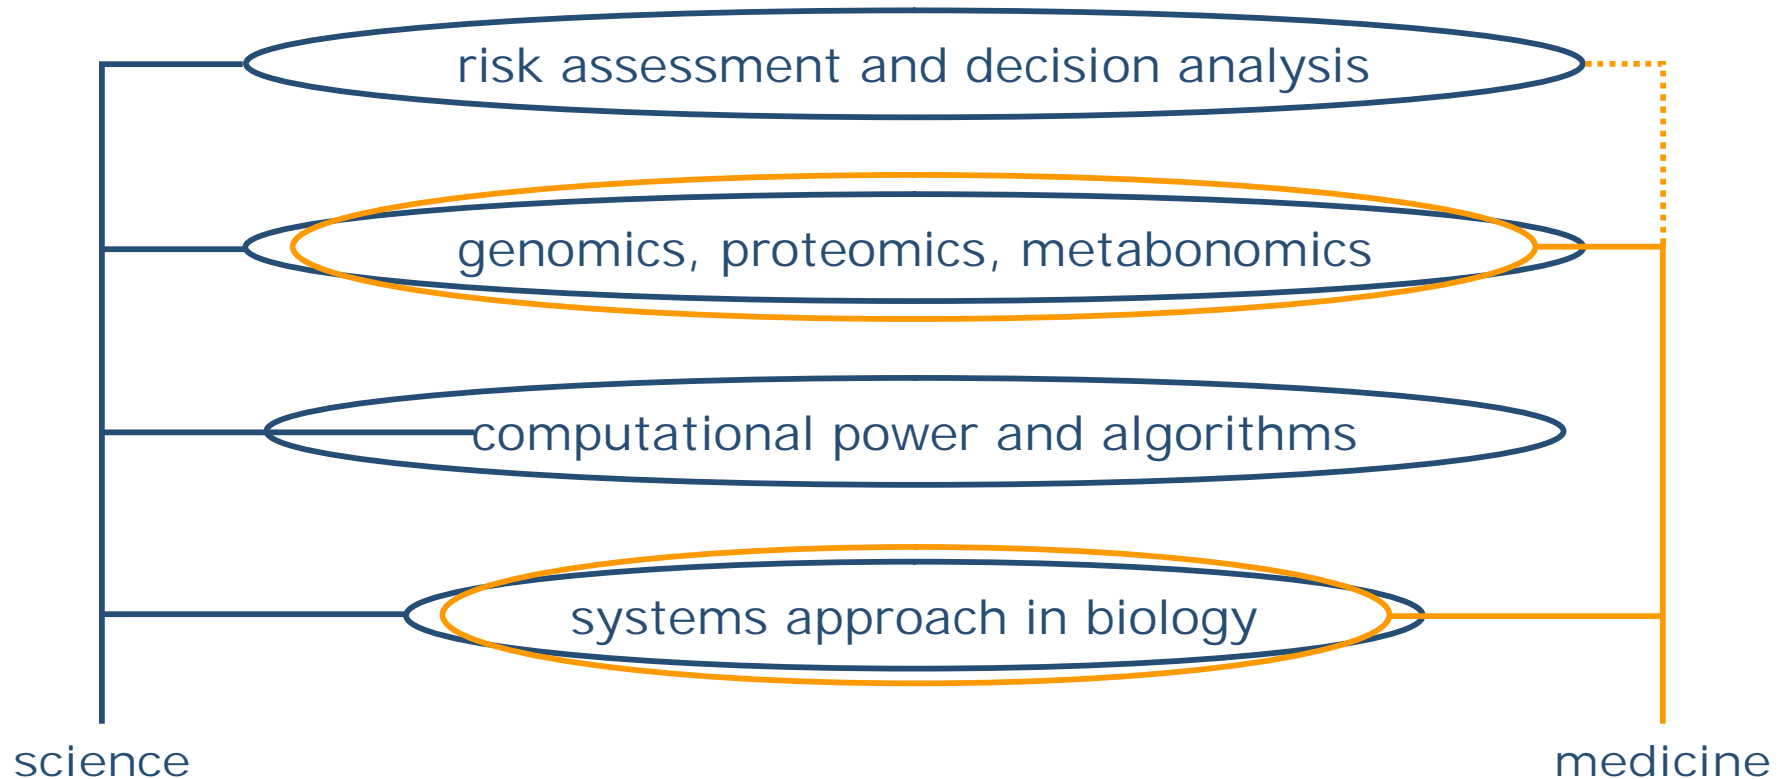 risk assessment and decision analysis
genomics, proteomics, metabonomics
computational power and algorithms
systems approach in biology
science
medicine